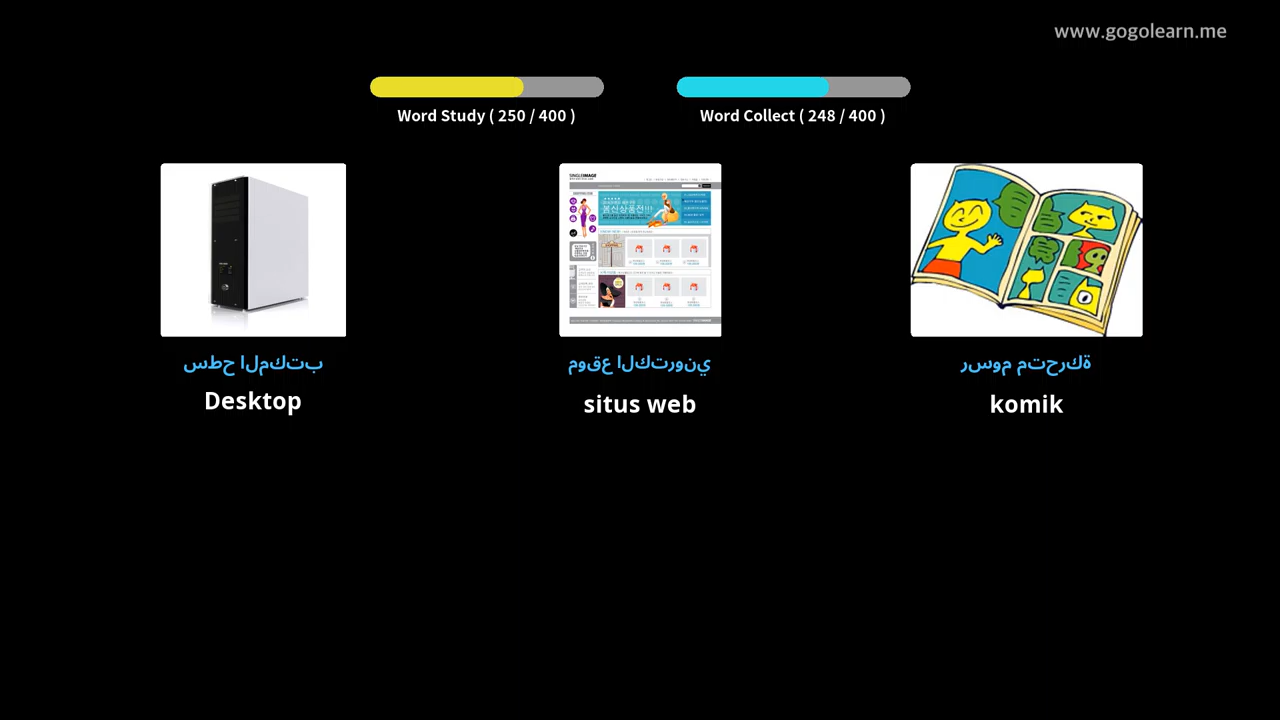 www.gogolearn.me
Word Study ( 250 / 400 )
Word Collect ( 248 / 400 )
سطح المكتب
موقع الكتروني
رسوم متحركة
Desktop
situs web
komik